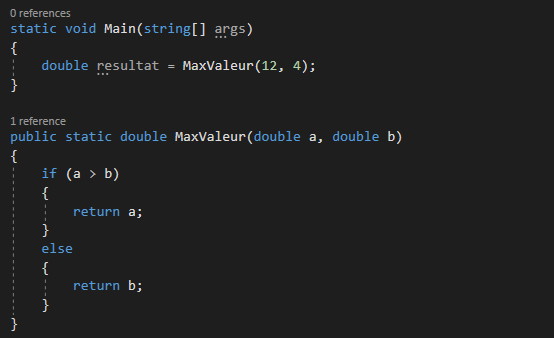 0 references
static void Main(string[] args)
{
    double resultat = MaxValeur(12, 4);
}
1 reference
public static double MaxValeur(double a, double b)
{
    if (a > b)
    {
        return a;
    }
    else
    {
        return b;
    }
}